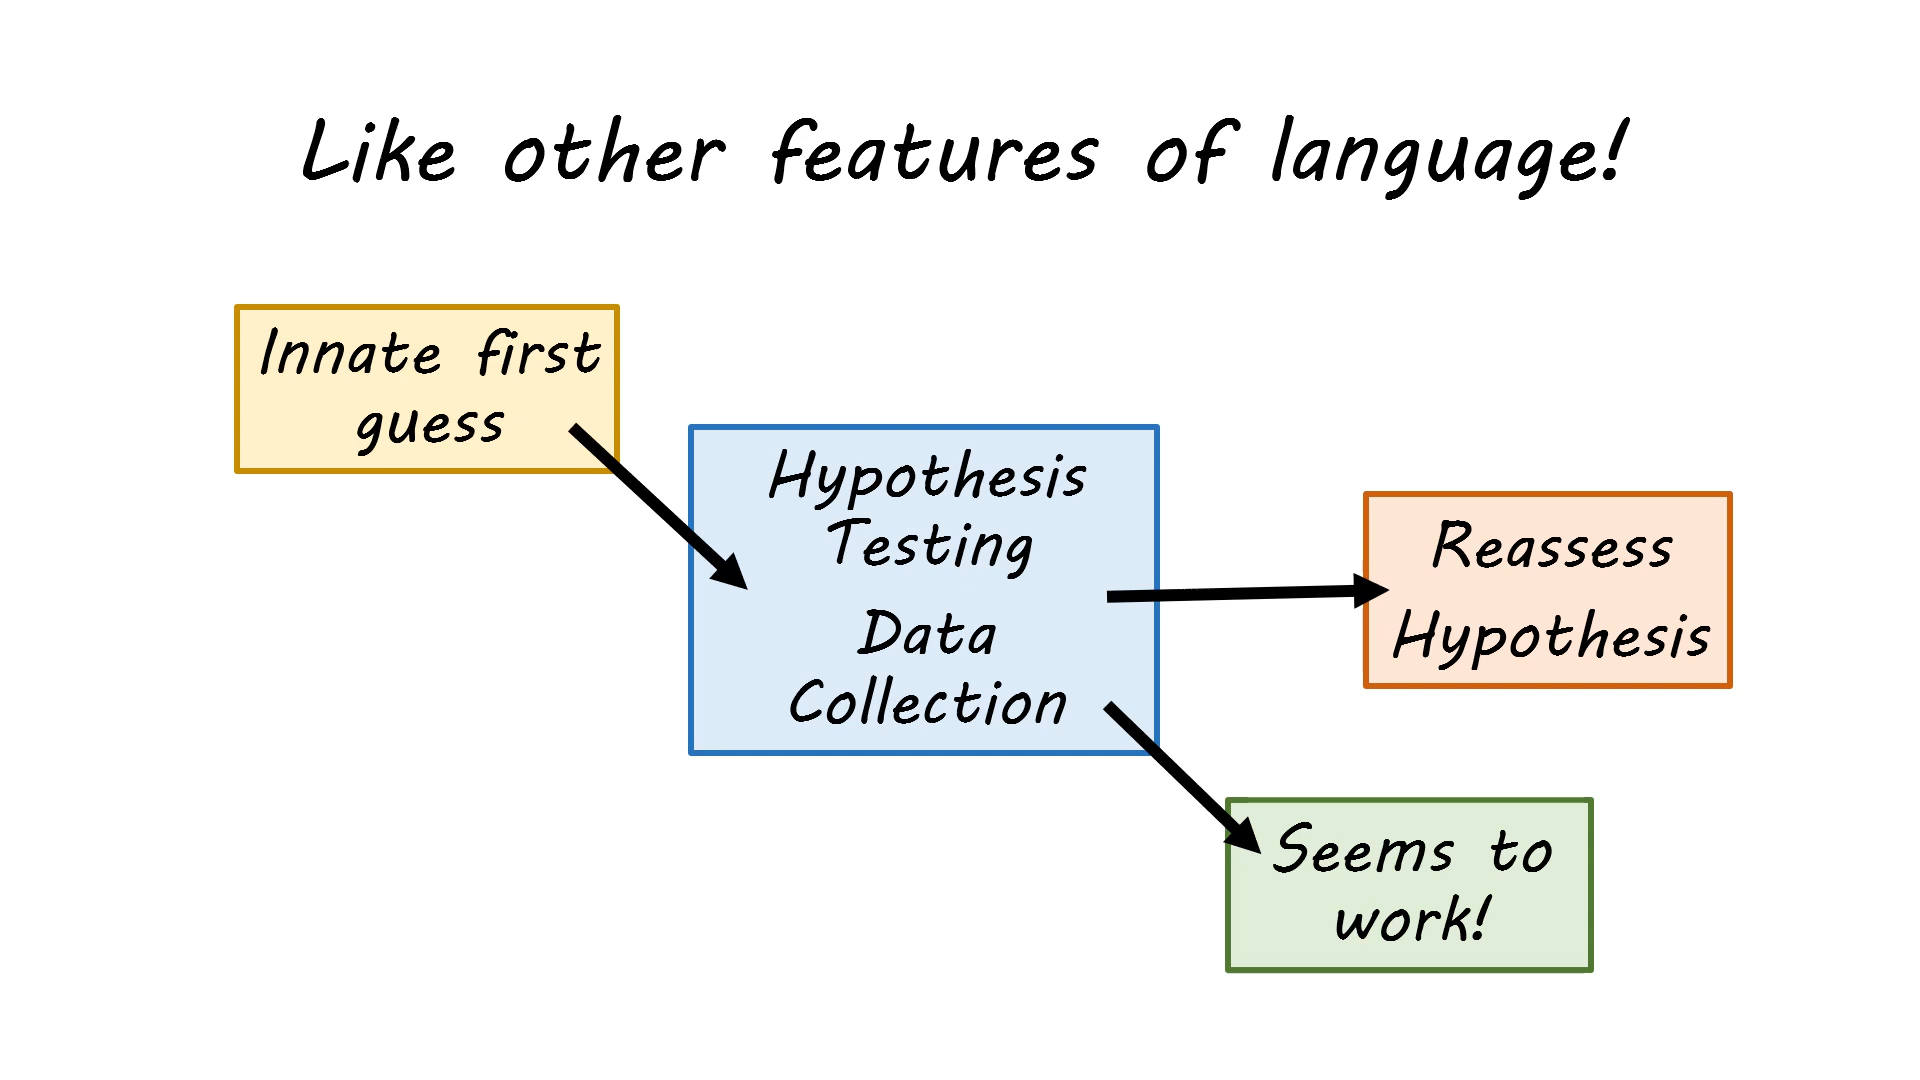 Like other features of language!
Innate first
guess
Hypothesis
Testing
Data
Collection
Reassess
Hypothesis
Seems to
work!